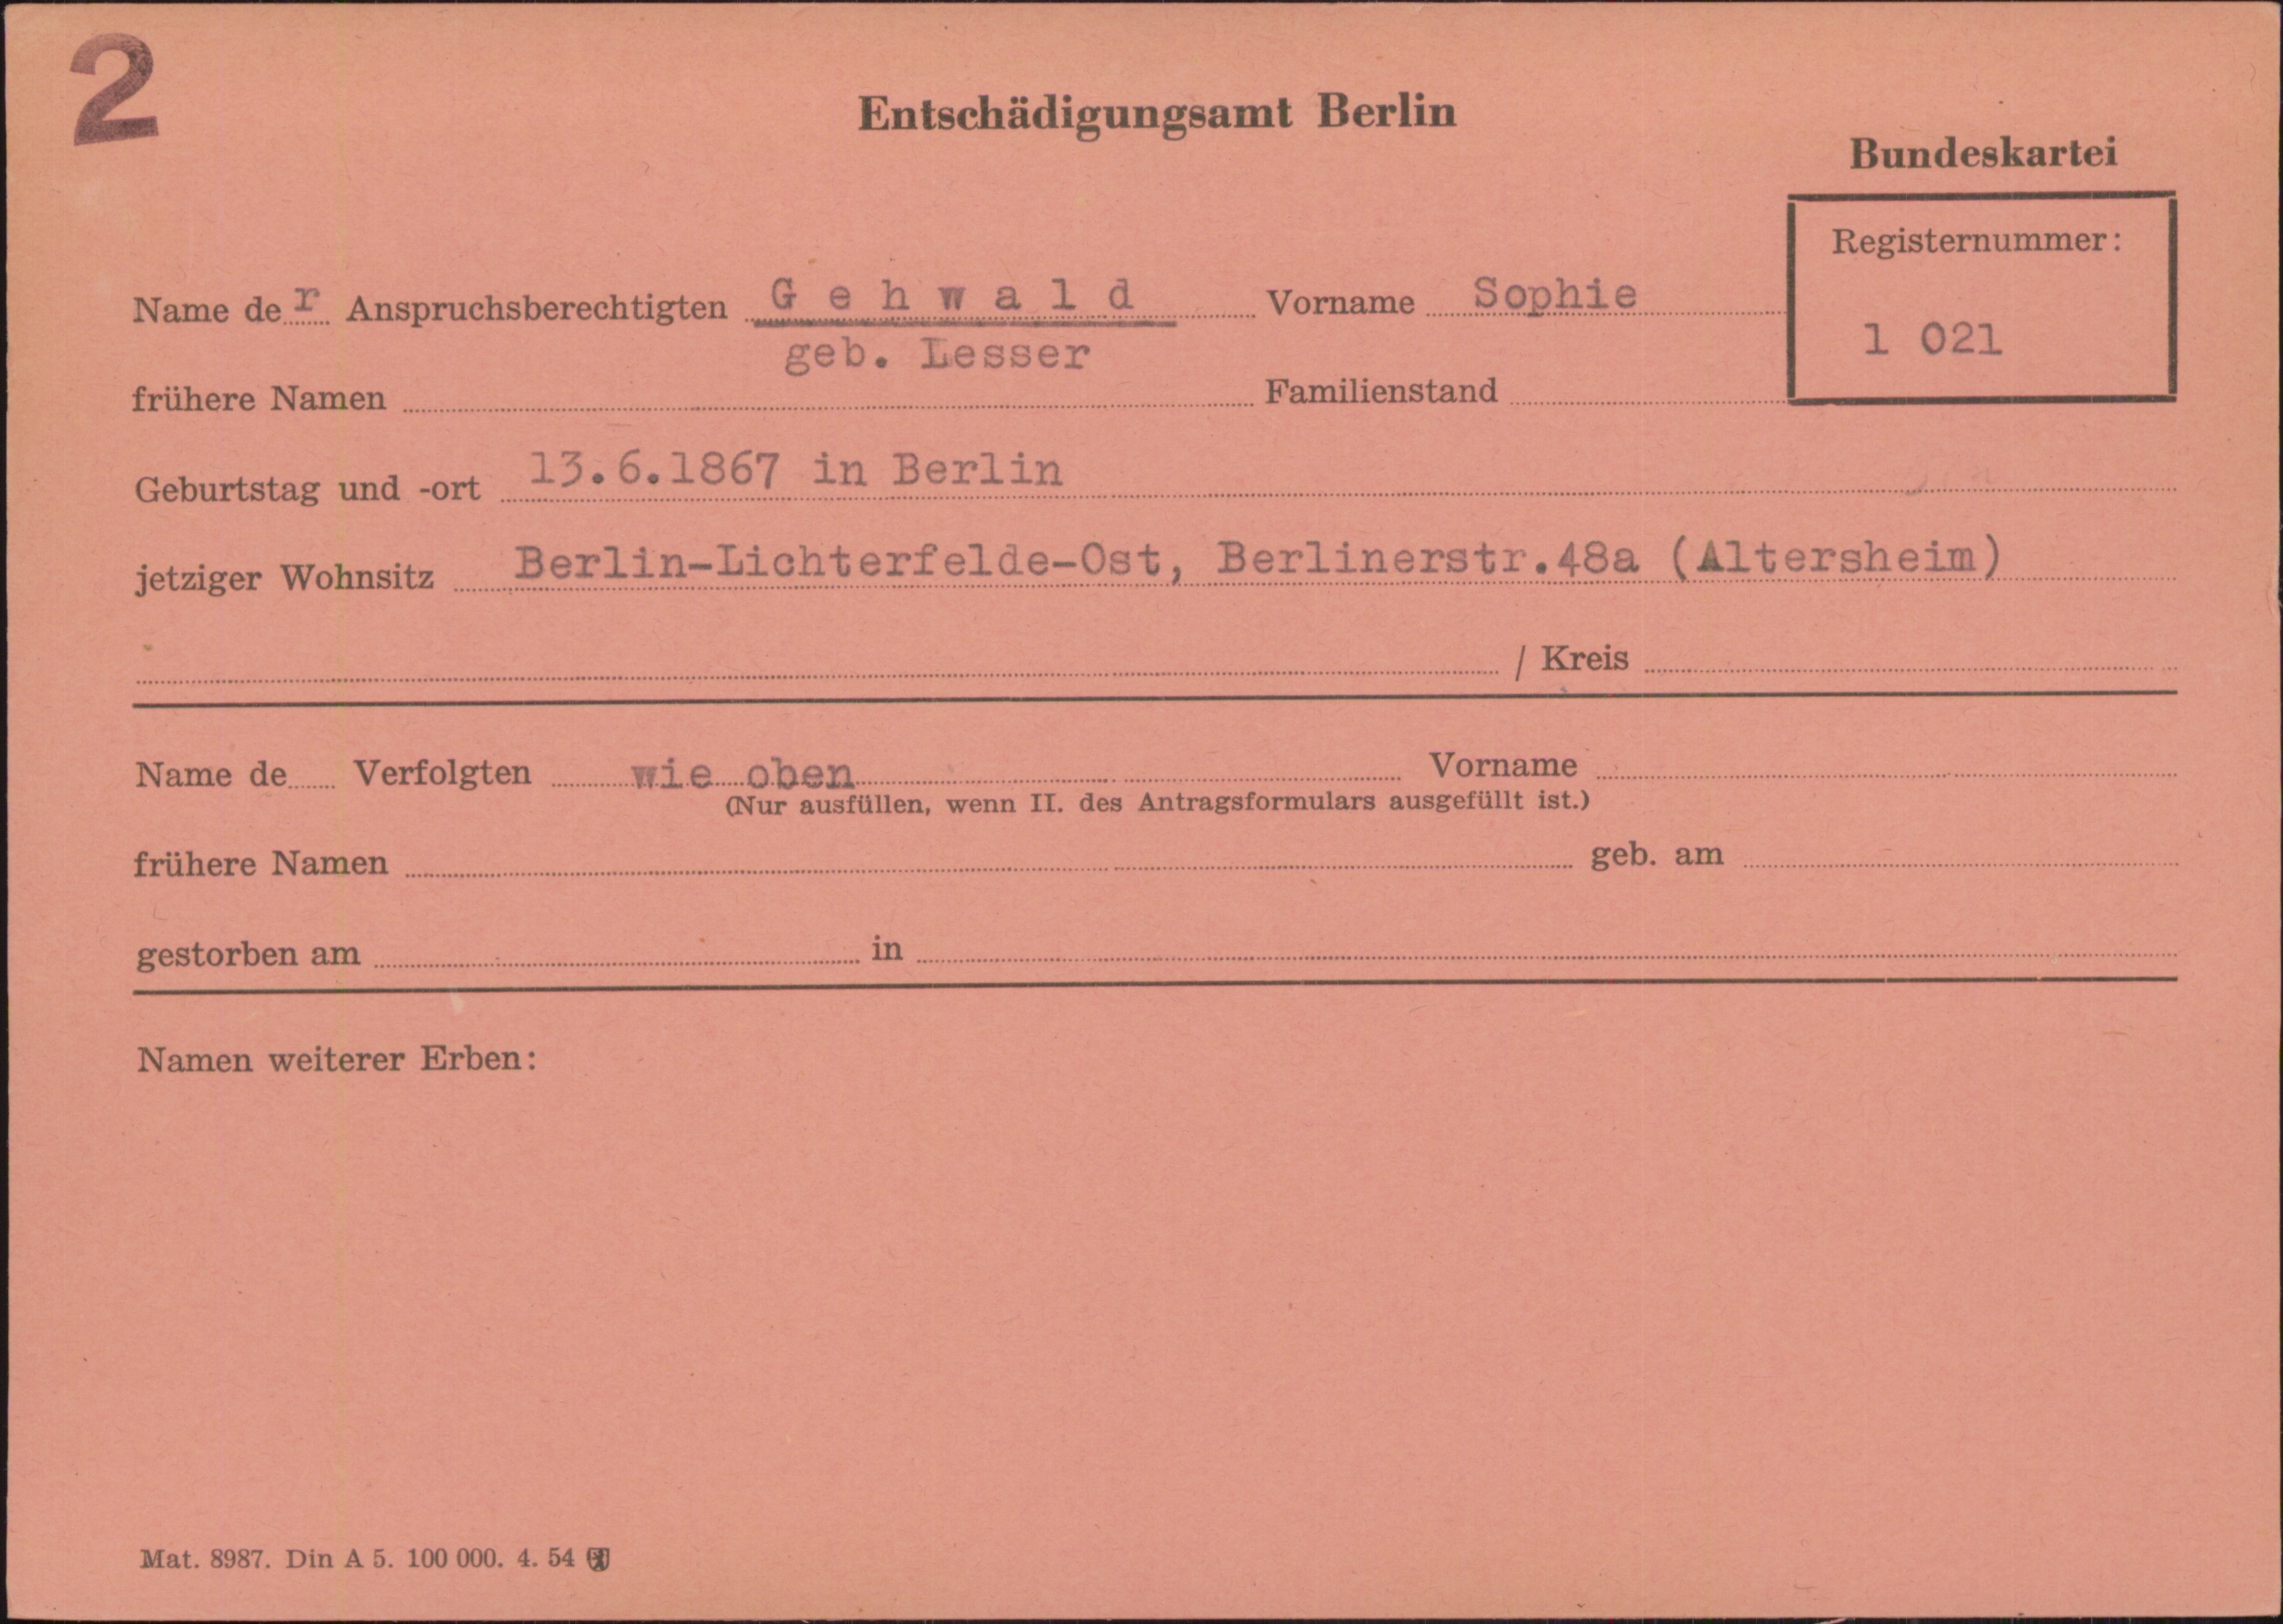 2
Entschädigungsamt Berlin
Bundeskartei
Registernummer:
1 021
Name der Anspruchsberechtigten G e h w a l d Vorname Sophie
geb. Lesser
frühere Namen Familienstand
Geburtstag und -ort 13.6.1867 in Berlin
jetziger Wohnsitz Berlin-Lichterfelde-Ost, Berlinerstr.48a (Altersheim)
/ Kreis
Name de Verfolgten wie oben Vorname
(Nur ausfüllen, wenn II. des Antragsformulars ausgefüllt ist.)
frühere Namen geb. am
gestorben am in
Namen weiterer Erben:
Mat. 8987. Din A 5. 100 000. 4. 54